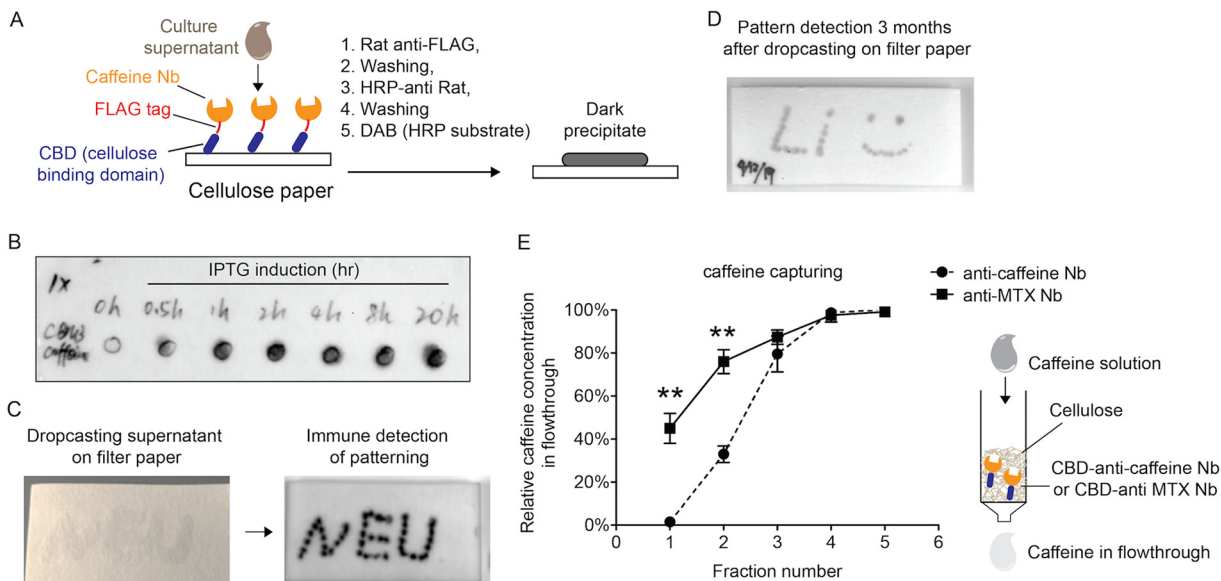 A
Culture
supernatant
Caffeine Nb
FLAG tag
CBD (cellulose
binding domain)
Cellulose paper
1. Rat anti-FLAG,
2. Washing,
3. HRP-anti Rat,
4. Washing
5. DAB (HRP substrate)
Dark
precipitate
D
Pattern detection 3 months
after dropcasting on filter paper
Li
B
IPTG induction (hr)
1x
0h 0.5h 1h 2h 4h 8h 20h
C
Dropcasting supernatant
on filter paper
NEU
Immune detection
of patterning
NEU
E
caffeine capturing
anti-caffeine Nb
anti-MTX Nb
Relative caffeine concentration
in flowthrough
100%
80%
60%
40%
20%
0%
**
**
0 1 2 3 4 5 6
Fraction number
Caffeine solution
Cellulose
CBD-anti-caffeine Nb
or CBD-anti MTX Nb
Caffeine in flowthrough